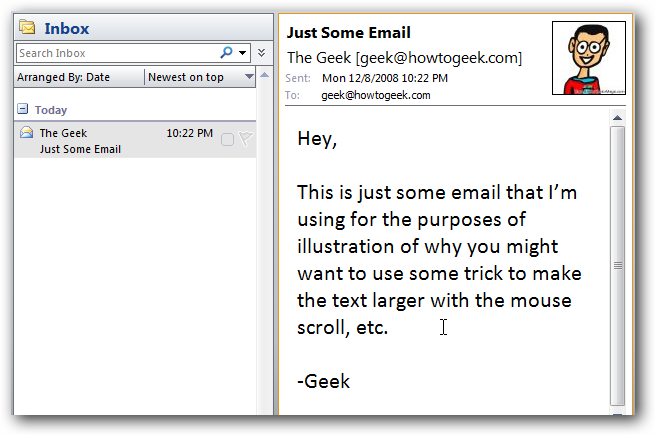 Inbox
Search Inbox
Arranged By: Date
Newest on top
Today
The Geek
10:22 PM
Just Some Email
Just Some Email
The Geek [geek@howtogeek.com]
Sent: Mon 12/8/2008 10:22 PM
To: geek@howtogeek.com
Hey,
This is just some email that I'm
using for the purposes of
illustration of why you might
want to use some trick to make
the text larger with the mouse
scroll, etc.
-Geek